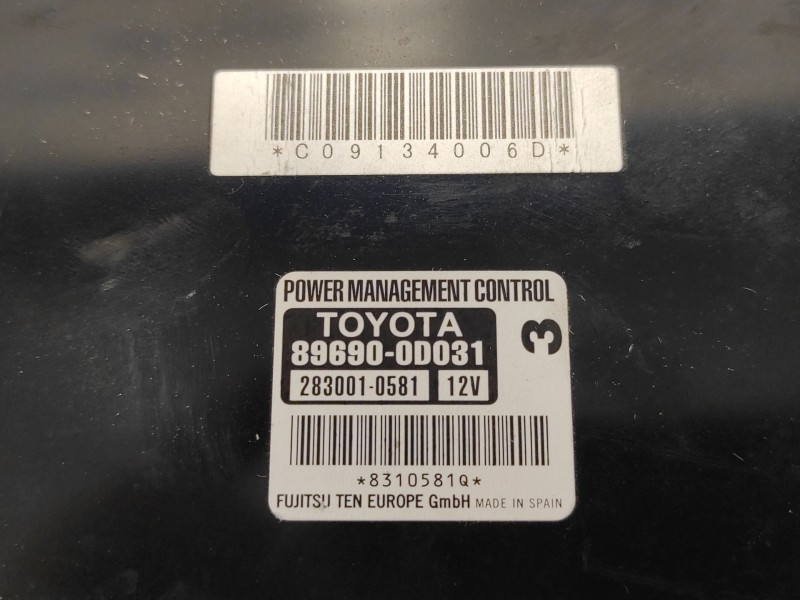 *C09134006D*
POWER MANAGEMENT CONTROL
TOYOTA
3
89690-0D031
283001-0581 12V
*8310581Q*
FUJITSU TEN EUROPE GmbH MADE IN SPAIN